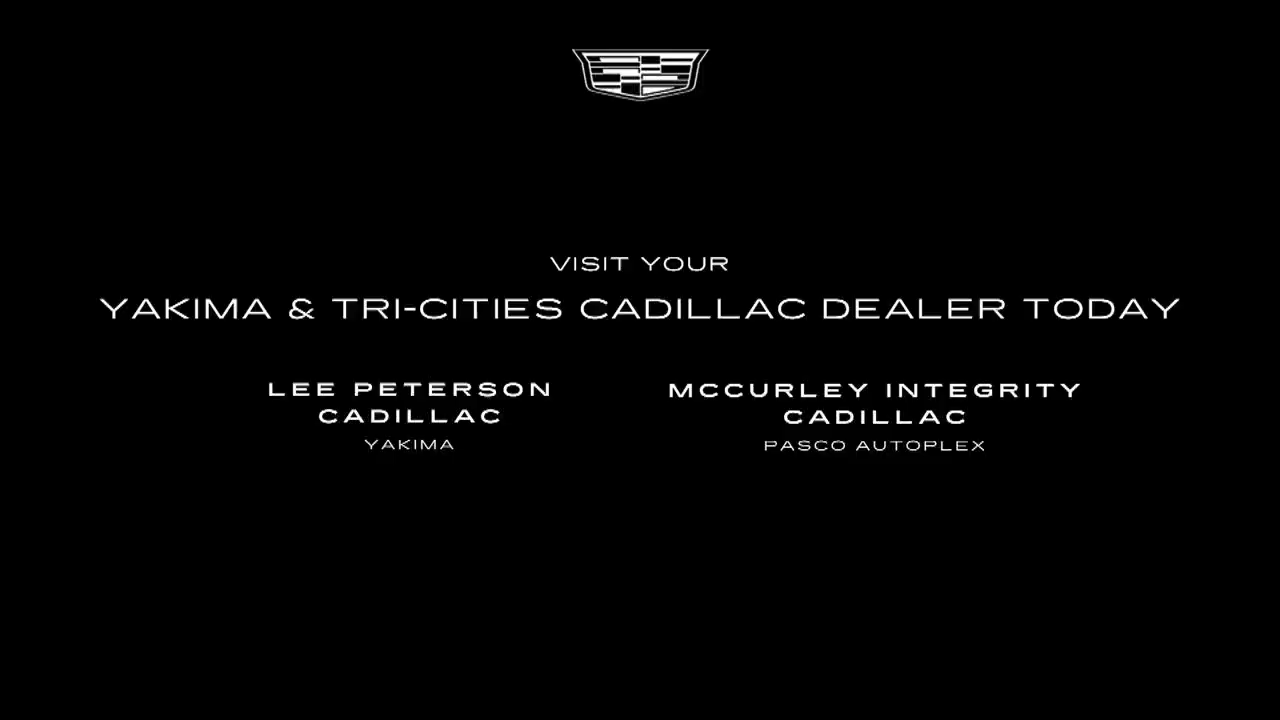 VISIT YOUR
YAKIMA & TRI-CITIES CADILLAC DEALER TODAY
LEE PETERSON
CADILLAC
YAKIMA
MCCURLEY INTEGRITY
CADILLAC
PASCO AUTOPLEX